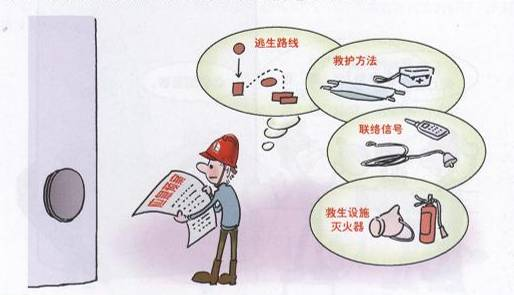 逃生路线
救护方法
联络信号
救生设施
灭火器